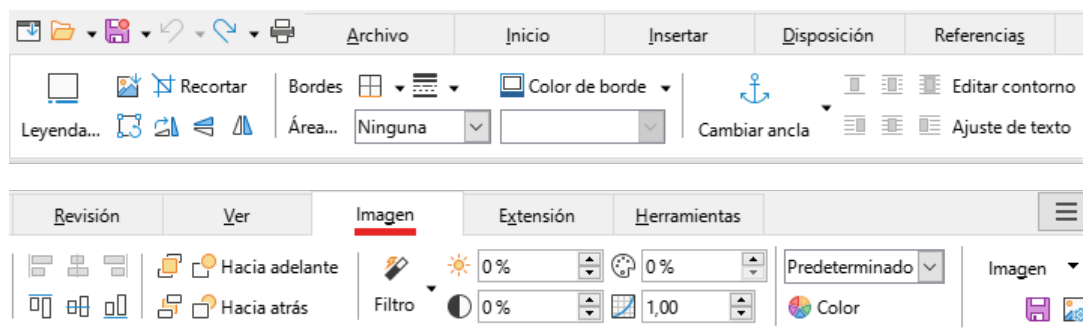 Archivo Inicio Insertar Disposición Referencias
Recortar Bordes Color de borde Editar contorno
Leyenda... Área... Ninguna Cambiar ancla Ajuste de texto
Revisión Ver Imagen Extensión Herramientas
Hacia adelante 0 % 0 % Predeterminado Imagen
Hacia atrás Filtro 0 % 1,00 Color